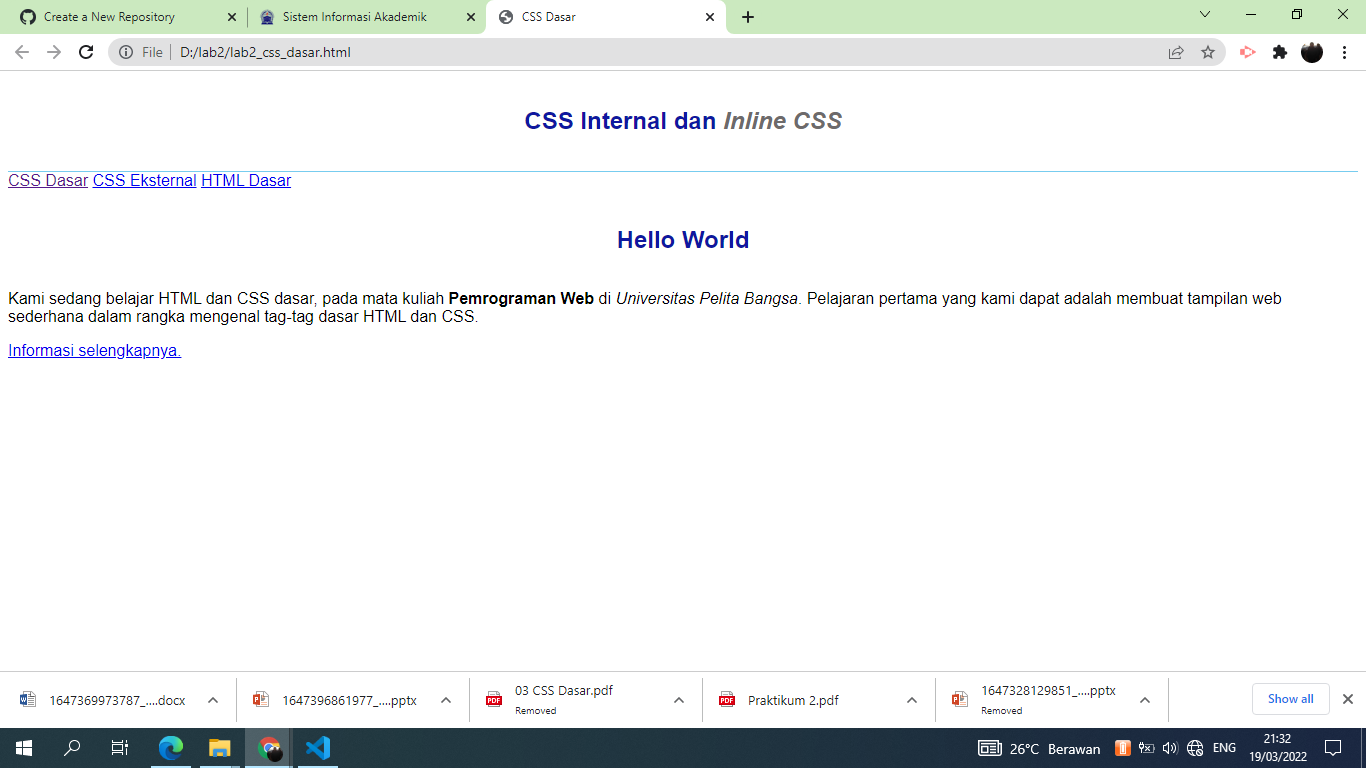 Create a New Repository
Sistem Informasi Akademik
CSS Dasar
File
D:/lab2/lab2_css_dasar.html
CSS Internal dan Inline CSS
CSS Dasar CSS Eksternal HTML Dasar
Hello World
Kami sedang belajar HTML dan CSS dasar, pada mata kuliah Pemrograman Web di Universitas Pelita Bangsa. Pelajaran pertama yang kami dapat adalah membuat tampilan web
sederhana dalam rangka mengenal tag-tag dasar HTML dan CSS.
Informasi selengkapnya.
1647369973787_....docx
1647396861977_....pptx
03 CSS Dasar.pdf
Removed
Praktikum 2.pdf
1647328129851_....pptx
Removed
Show all
26°C Berawan
ENG
21:32
19/03/2022